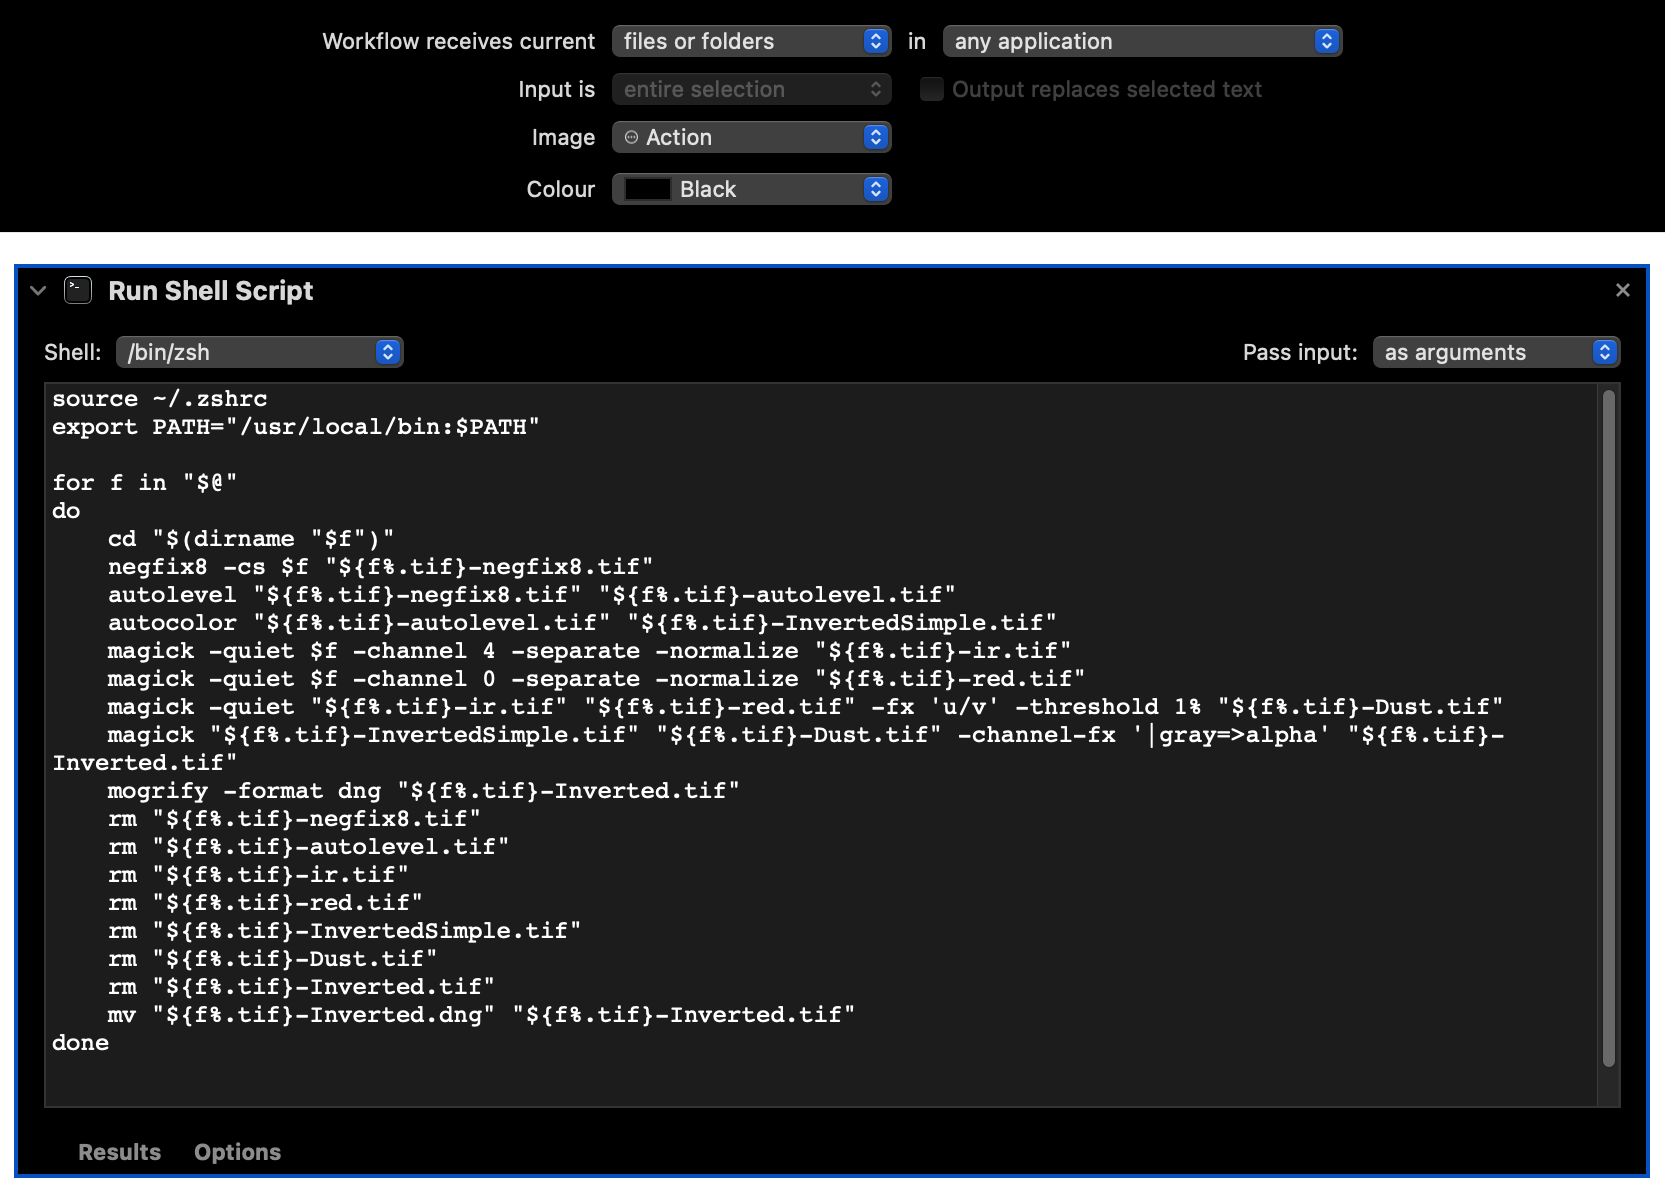 Workflow receives current files or folders in any application
Input is entire selection Output replaces selected text
Image Action
Colour Black
Run Shell Script
Shell: /bin/zsh Pass input: as arguments
source ~/.zshrc
export PATH="/usr/local/bin:$PATH"
for f in "$@"
do
cd "$(dirname "$f")"
negfix8 -cs $f "${f%.tif}-negfix8.tif"
autolevel "${f%.tif}-negfix8.tif" "${f%.tif}-autolevel.tif"
autocolor "${f%.tif}-autolevel.tif" "${f%.tif}-InvertedSimple.tif"
magick -quiet $f -channel 4 -separate -normalize "${f%.tif}-ir.tif"
magick -quiet $f -channel 0 -separate -normalize "${f%.tif}-red.tif"
magick -quiet "${f%.tif}-ir.tif" "${f%.tif}-red.tif" -fx 'u/v' -threshold 1% "${f%.tif}-Dust.tif"
magick "${f%.tif}-InvertedSimple.tif" "${f%.tif}-Dust.tif" -channel-fx '|gray=>alpha' "${f%.tif}-
Inverted.tif"
mogrify -format dng "${f%.tif}-Inverted.tif"
rm "${f%.tif}-negfix8.tif"
rm "${f%.tif}-autolevel.tif"
rm "${f%.tif}-ir.tif"
rm "${f%.tif}-red.tif"
rm "${f%.tif}-InvertedSimple.tif"
rm "${f%.tif}-Dust.tif"
rm "${f%.tif}-Inverted.tif"
mv "${f%.tif}-Inverted.dng" "${f%.tif}-Inverted.tif"
done
Results Options